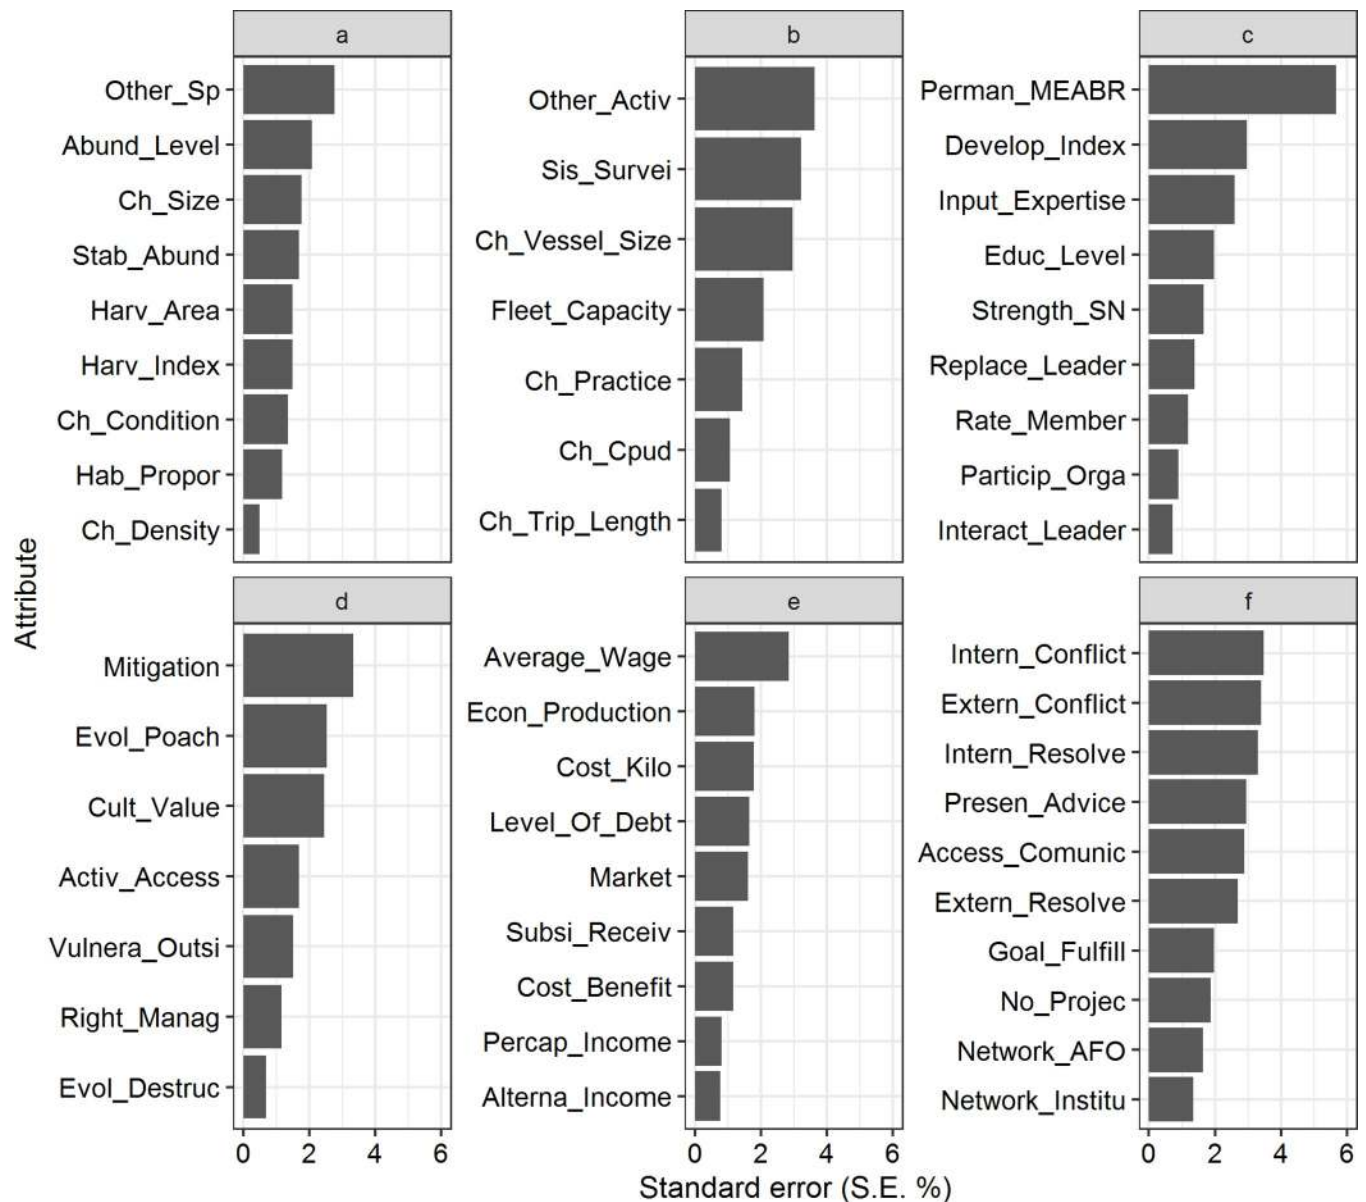 a
Other_Sp
Abund_Level
Ch_Size
Stab_Abund
Harv_Area
Harv_Index
Ch_Condition
Hab_Propor
Ch_Density
b
Other_Activ
Sis_Survei
Ch_Vessel_Size
Fleet_Capacity
Ch_Practice
Ch_Cpud
Ch_Trip_Length
c
Perman_MEABR
Develop_Index
Input_Expertise
Educ_Level
Strength_SN
Replace_Leader
Rate_Member
Particip_Orga
Interact_Leader
Attribute
d
Mitigation
Evol_Poach
Cult_Value
Activ_Access
Vulnera_Outsi
Right_Manag
Evol_Destruc
0 2 4 6
e
Average_Wage
Econ_Production
Cost_Kilo
Level_Of_Debt
Market
Subsi_Receiv
Cost_Benefit
Percap_Income
Alterna_Income
0 2 4 6
f
Intern_Conflict
Extern_Conflict
Intern_Resolve
Presen_Advice
Access_Comunic
Extern_Resolve
Goal_Fulfill
No_Projec
Network_AFO
Network_Institu
0 2 4 6
Standard error (S.E. %)